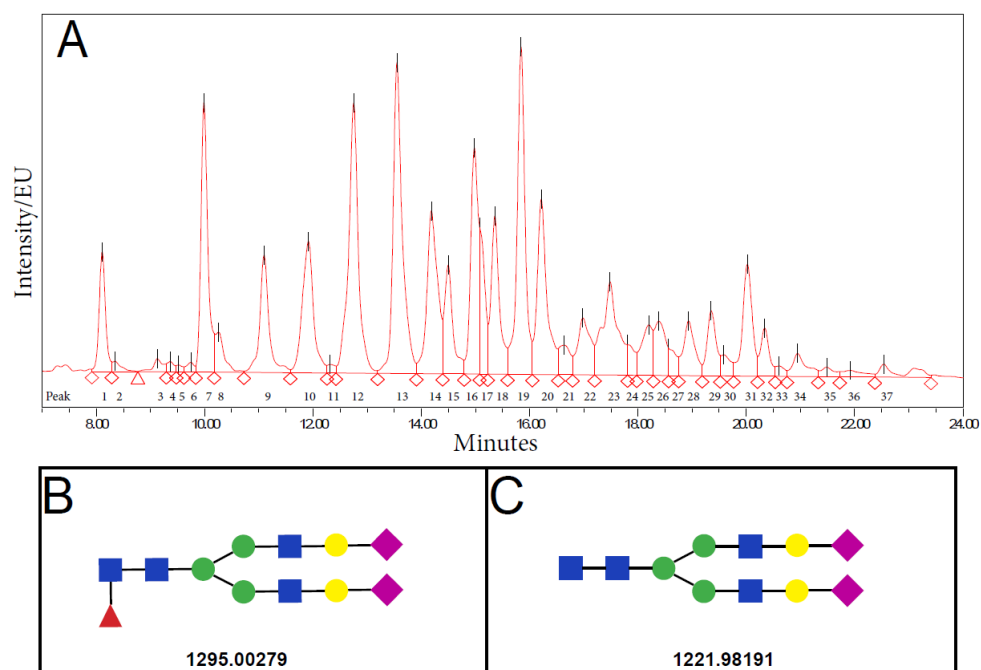 A
Intensity/EU
Peak 1 2 3 4 5 6 7 8 9 10 11 12 13 14 15 16 17 18 19 20 21 22 23 24 25 26 27 28 29 30 31 32 33 34 35 36 37
8.00 10.00 12.00 14.00 16.00 18.00 20.00 22.00 24.00
Minutes
B C
1295.00279 1221.98191